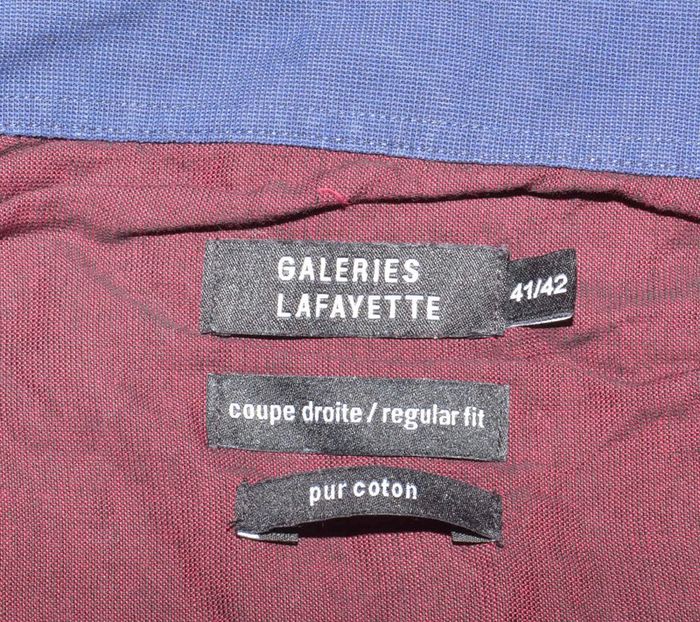 GALERIES
LAFAYETTE
41/42
coupe droite / regular fit
pur coton